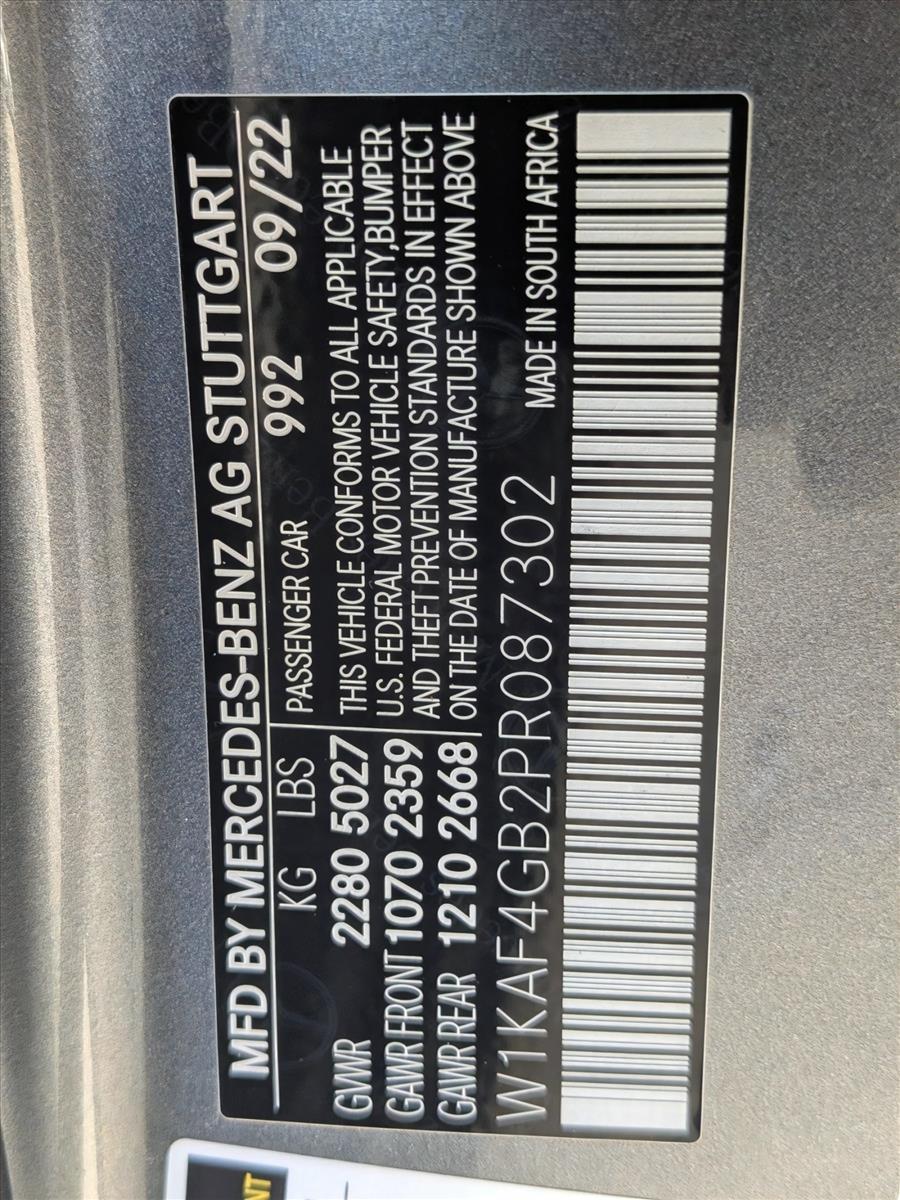 MFD BY MERCEDES-BENZ AG STUTTGART
KG LBS PASSENGER CAR 992 09/22
GVWR 2280 5027
GAWR FRONT 1070 2359
GAWR REAR 1210 2668
THIS VEHICLE CONFORMS TO ALL APPLICABLE
U.S. FEDERAL MOTOR VEHICLE SAFETY,BUMPER
AND THEFT PREVENTION STANDARDS IN EFFECT
ON THE DATE OF MANUFACTURE SHOWN ABOVE
W1KAF4GB2PR087302 MADE IN SOUTH AFRICA